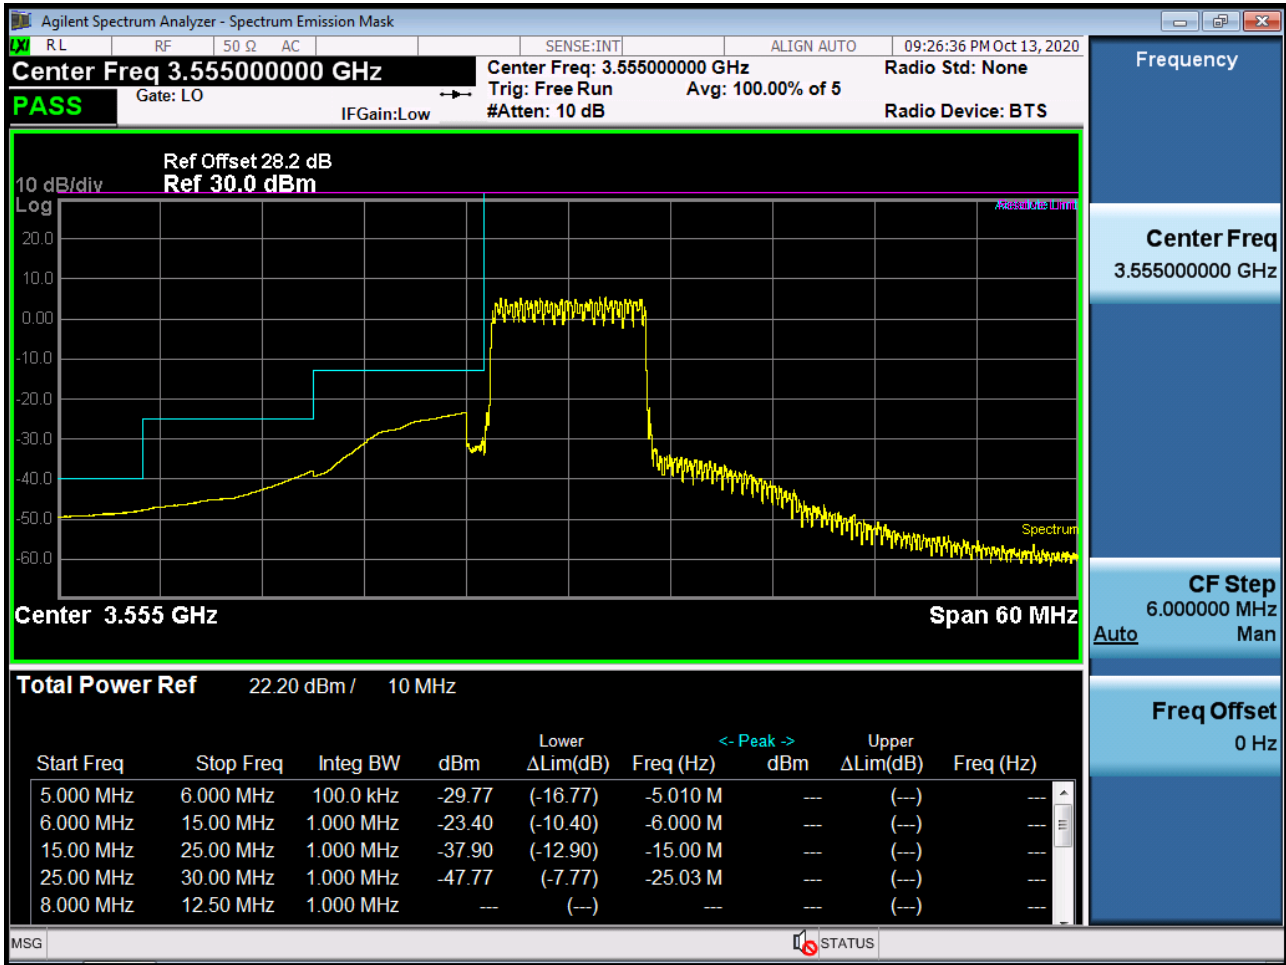 Agilent Spectrum Analyzer - Spectrum Emission Mask
LXI RL RF 50 Ω AC SENSE:INT ALIGN AUTO 09:26:36 PM Oct 13, 2020
Center Freq 3.555000000 GHz
Center Freq: 3.555000000 GHz
Radio Std: None
PASS
Gate: LO
Trig: Free Run
Avg: 100.00% of 5
IFGain:Low
#Atten: 10 dB
Radio Device: BTS
Ref Offset 28.2 dB
10 dB/div
Ref 30.0 dBm
Log
20.0
10.0
0.00
-10.0
-20.0
-30.0
-40.0
-50.0
-60.0
Spectrum
Center 3.555 GHz
Span 60 MHz
Total Power Ref 22.20 dBm / 10 MHz
Lower <- Peak -> Upper
Start Freq Stop Freq Integ BW dBm ΔLim(dB) Freq (Hz) dBm ΔLim(dB) Freq (Hz)
5.000 MHz 6.000 MHz 100.0 kHz -29.77 (-16.77) -5.010 M --- (---) ---
6.000 MHz 15.00 MHz 1.000 MHz -23.40 (-10.40) -6.000 M --- (---) ---
15.00 MHz 25.00 MHz 1.000 MHz -37.90 (-12.90) -15.00 M --- (---) ---
25.00 MHz 30.00 MHz 1.000 MHz -47.77 (-7.77) -25.03 M --- (---) ---
8.000 MHz 12.50 MHz 1.000 MHz --- (---) --- --- (---) ---
MSG
STATUS
Frequency
Center Freq
3.555000000 GHz
CF Step
6.000000 MHz
Auto Man
Freq Offset
0 Hz